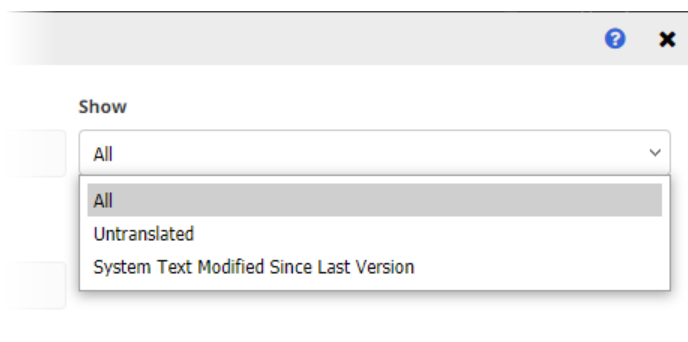 Show
All
All
Untranslated
System Text Modified Since Last Version